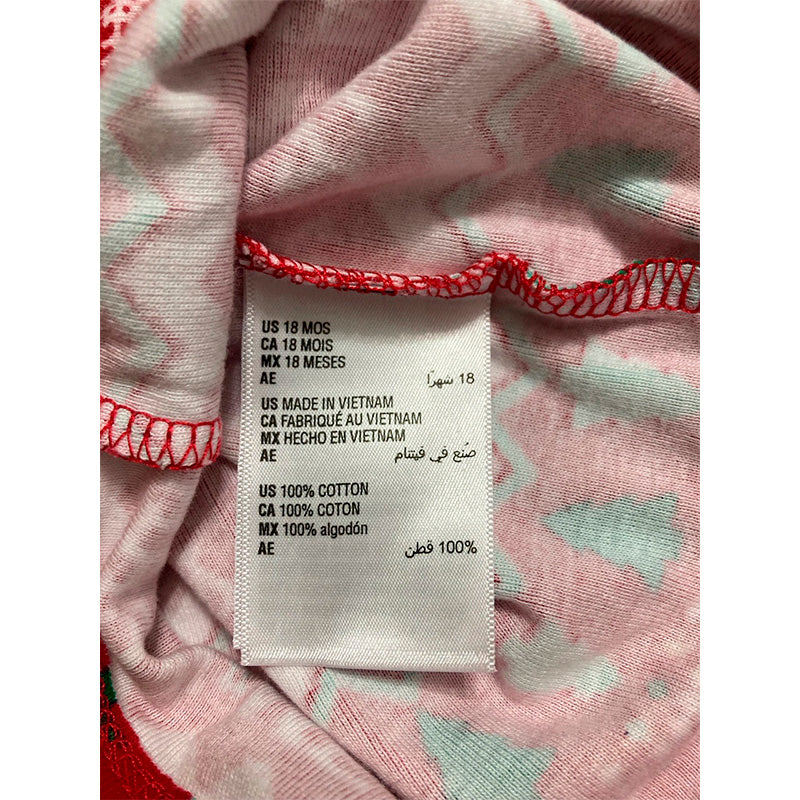 US 18 MOS
CA 18 MOIS
MX 18 MESES
AE 18 شهرًا
US MADE IN VIETNAM
CA FABRIQUÉ AU VIETNAM
MX HECHO EN VIETNAM
AE صُنع في فيتنام
US 100% COTTON
CA 100% COTON
MX 100% algodón
AE 100% قطن